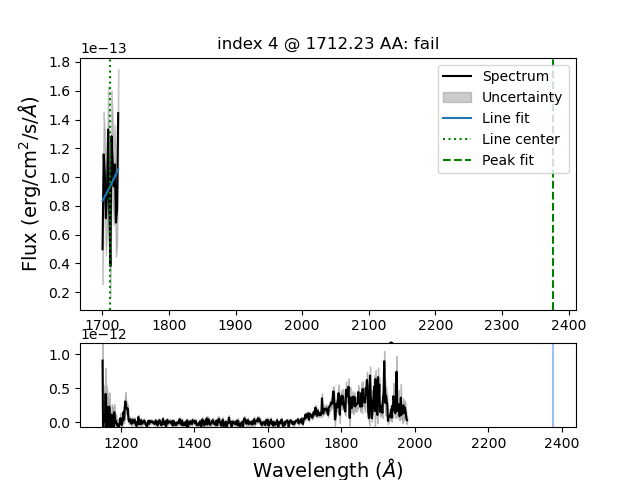 index 4 @ 1712.23 AA: fail
1e−13
1.8
1.6
1.4
1.2
1.0
0.8
0.6
0.4
0.2
Flux (erg/cm²/s/Å)
Spectrum
Uncertainty
Line fit
Line center
Peak fit
1700 1800 1900 2000 2100 2200 2300 2400
1e−12
1.0
0.5
0.0
1200 1400 1600 1800 2000 2200 2400
Wavelength (Å)